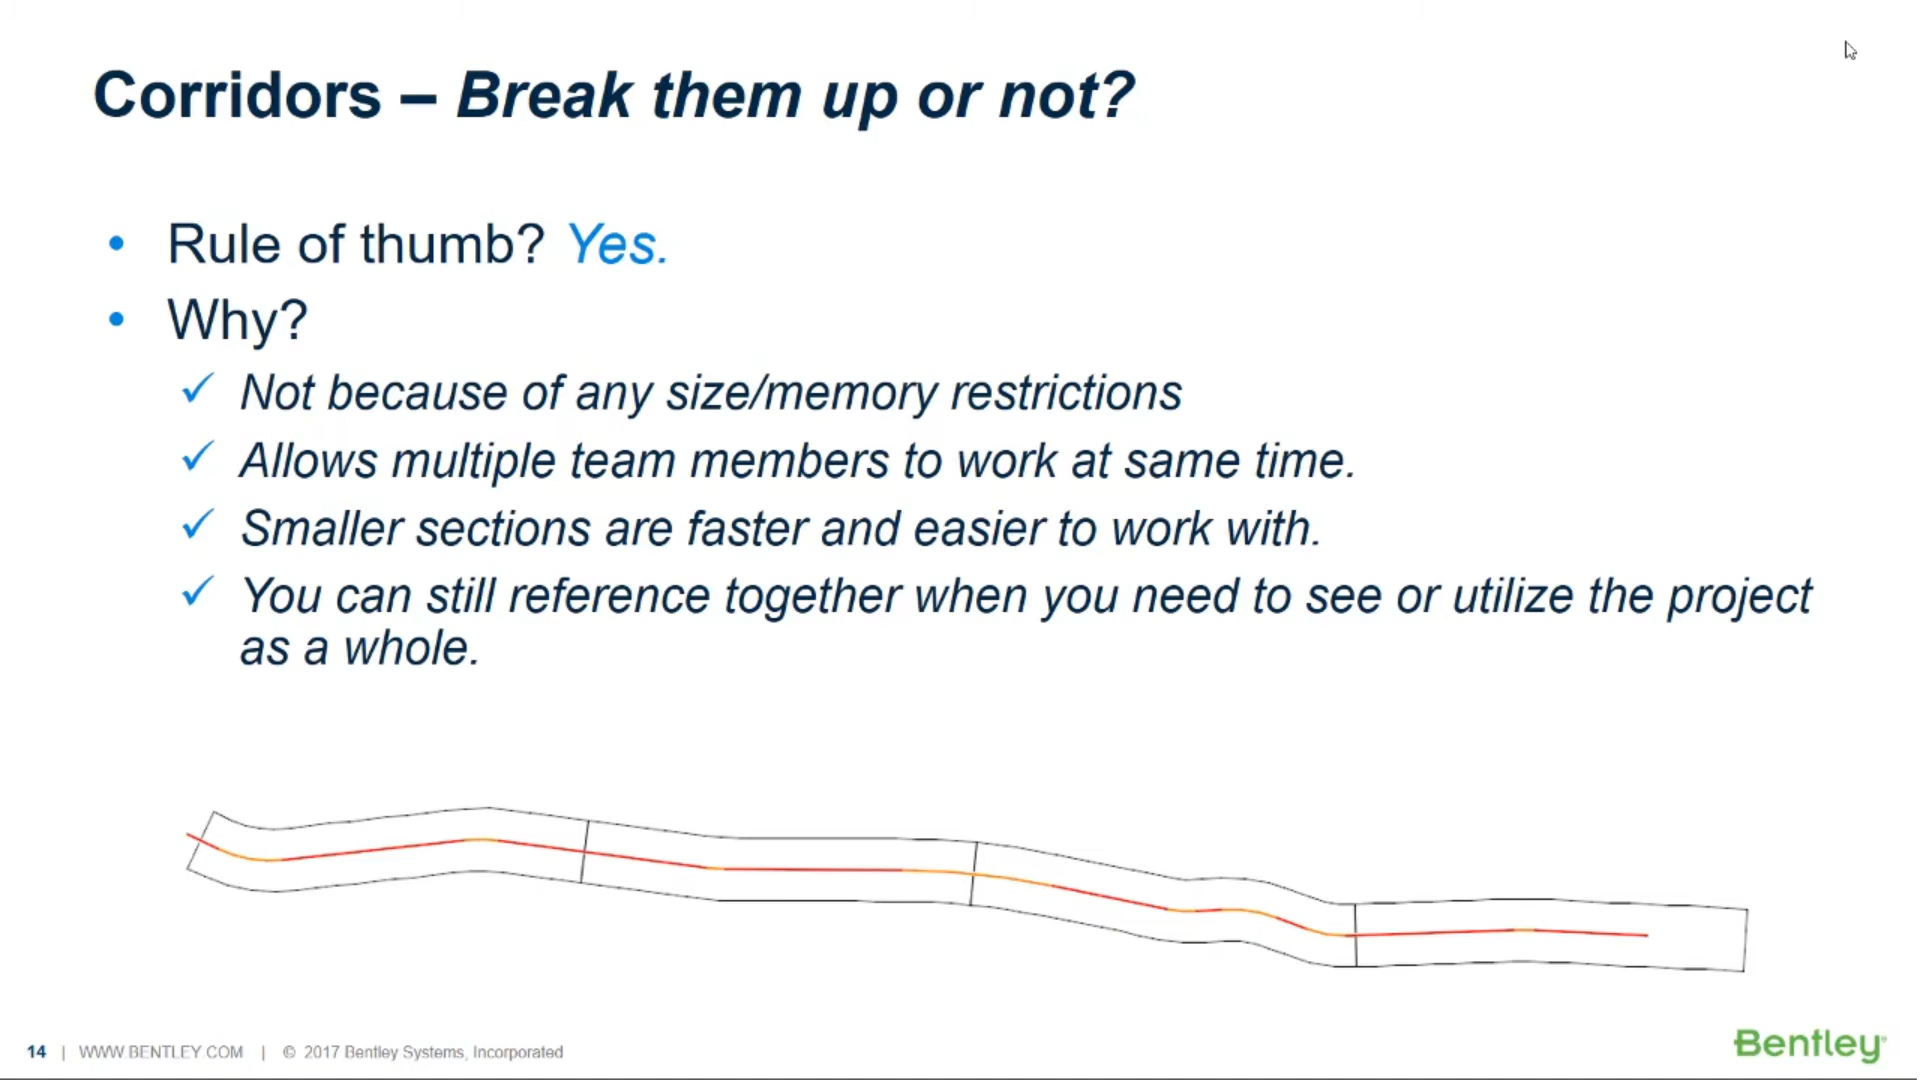 Corridors – Break them up or not?
• Rule of thumb? Yes.
• Why?
✓ Not because of any size/memory restrictions
✓ Allows multiple team members to work at same time.
✓ Smaller sections are faster and easier to work with.
✓ You can still reference together when you need to see or utilize the project
as a whole.
14 | WWW.BENTLEY.COM | © 2017 Bentley Systems, Incorporated
Bentley®